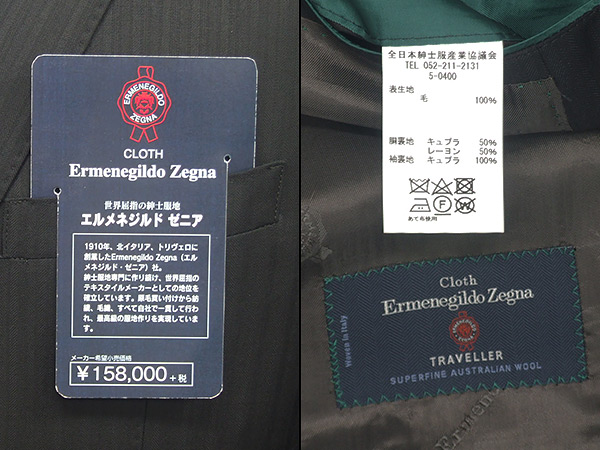 ERMENEGILDO
ZEGNA
CLOTH
Ermenegildo Zegna
世界屈指の紳士服地
エルメネジルド ゼニア
1910年、北イタリア、トリヴェロに
創業したErmenegildo Zegna(エル
メネジルド・ゼニア)社。
紳士服地専門に作り続け、世界屈指の
テキスタイルメーカーとしての地位を
確立しています。原毛買い付けから紡
績、毛織、すべて自社で一貫して行わ
れ、最高級の服地作りを実現していま
す。
メーカー希望小売価格
¥158,000+税
全日本紳士服産業協議会
TEL 052-211-2131
5-0400
表生地
毛 100%
胴裏地 キュプラ 50%
レーヨン 50%
袖裏地 キュプラ 100%
あて布使用
Cloth
Ermenegildo Zegna
Woven in Italy
TRAVELLER
SUPERFINE AUSTRALIAN WOOL